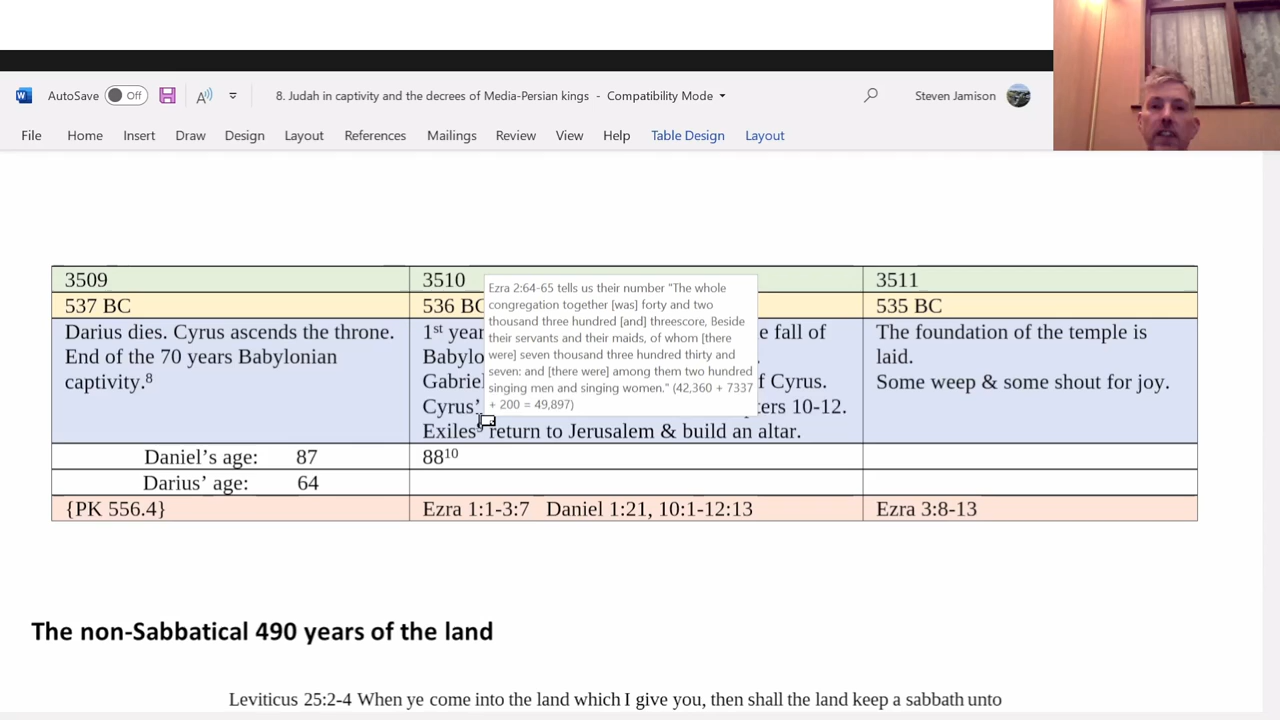 AutoSave Off 8. Judah in captivity and the decrees of Media-Persian kings - Compatibility Mode Steven Jamison
File Home Insert Draw Design Layout References Mailings Review View Help Table Design Layout
3509 3510 3511
537 BC 536 BC 535 BC
Darius dies. Cyrus ascends the throne.
End of the 70 years Babylonian
captivity.8
1st year e fall of
Babylo
Gabriel f Cyrus.
Cyrus’ ters 10-12.
Exiles9 return to Jerusalem & build an altar.
Ezra 2:64-65 tells us their number "The whole
congregation together [was] forty and two
thousand three hundred [and] threescore, Beside
their servants and their maids, of whom [there
were] seven thousand three hundred thirty and
seven: and [there were] among them two hundred
singing men and singing women." (42,360 + 7337
+ 200 = 49,897)
The foundation of the temple is
laid.
Some weep & some shout for joy.
Daniel’s age: 87 8810
Darius’ age: 64
{PK 556.4} Ezra 1:1-3:7 Daniel 1:21, 10:1-12:13 Ezra 3:8-13
The non-Sabbatical 490 years of the land
Leviticus 25:2-4 When ye come into the land which I give you, then shall the land keep a sabbath unto